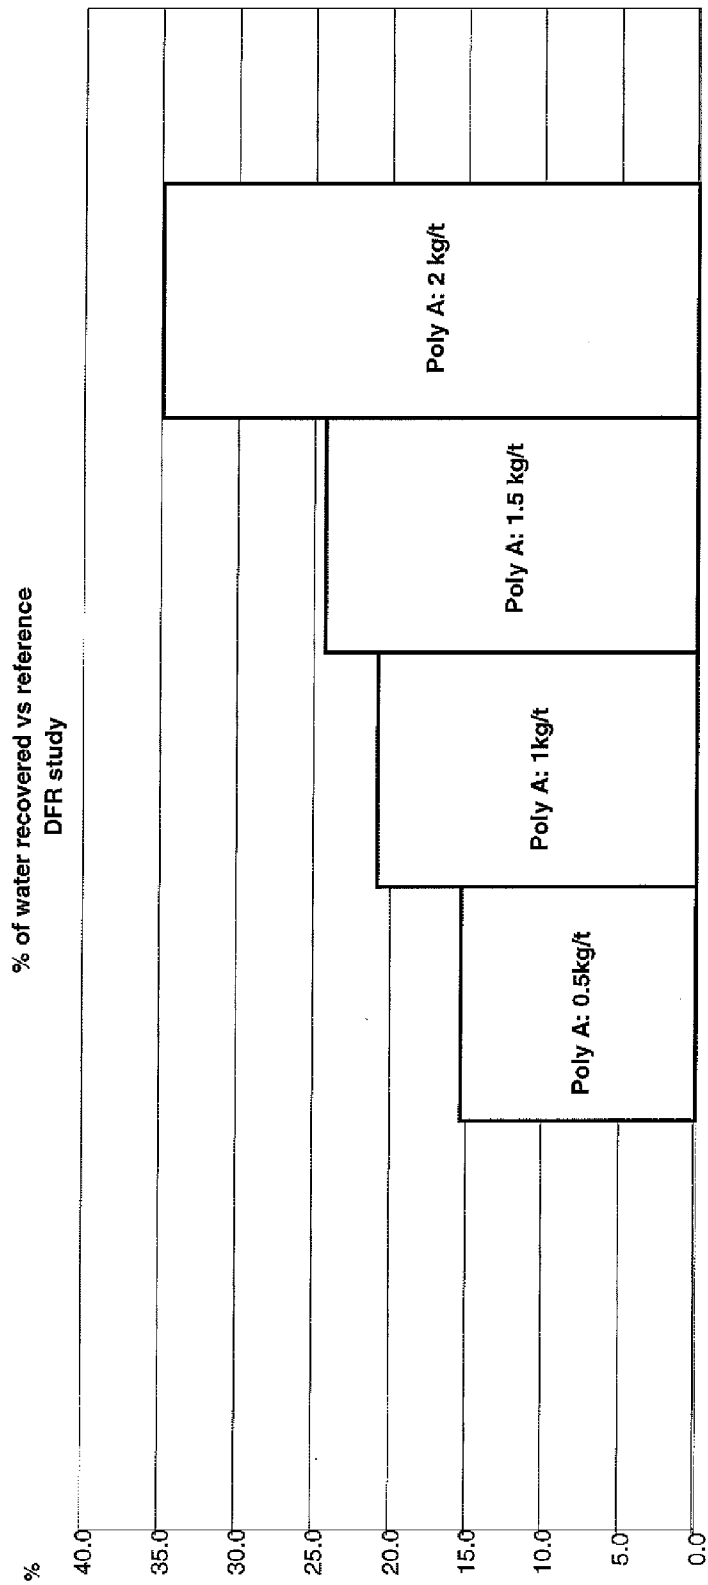 % of water recovered vs reference
DFR study
%
40.0
35.0
30.0
25.0
20.0
15.0
10.0
5.0
0.0
Poly A: 0.5kg/t
Poly A: 1kg/t
Poly A: 1.5 kg/t
Poly A: 2 kg/t